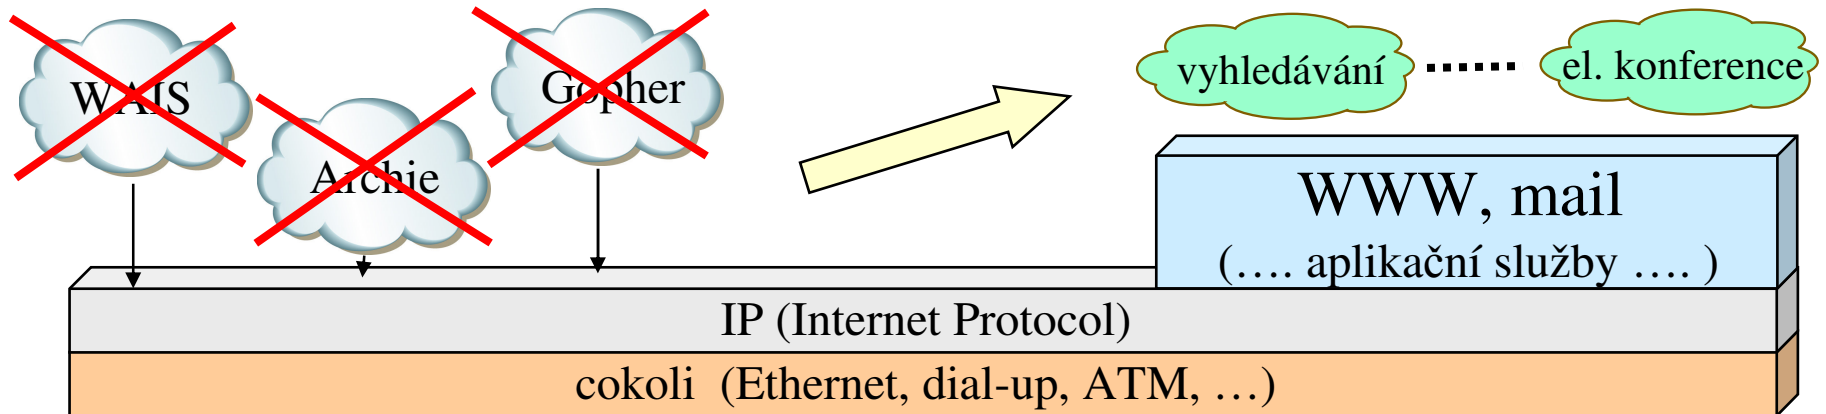 WAIS
Archie
Gopher
vyhledávání
el. konference
WWW, mail
(.... aplikační služby .... )
IP (Internet Protocol)
cokoli (Ethernet, dial-up, ATM, …)